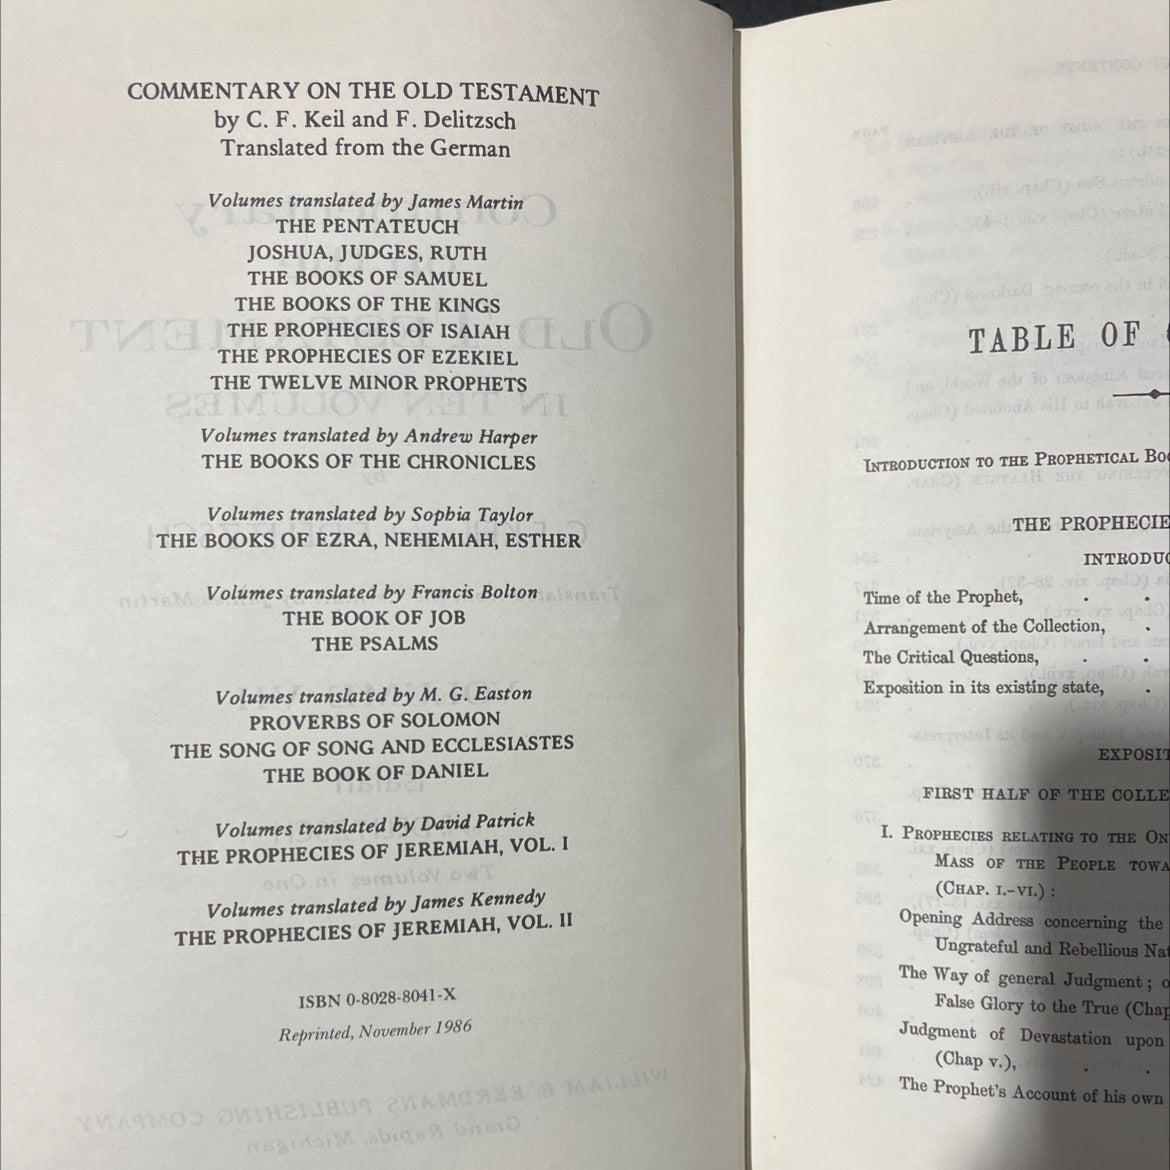 COMMENTARY ON THE OLD TESTAMENT
by C. F. Keil and F. Delitzsch
Translated from the German
Volumes translated by James Martin
THE PENTATEUCH
JOSHUA, JUDGES, RUTH
THE BOOKS OF SAMUEL
THE BOOKS OF THE KINGS
THE PROPHECIES OF ISAIAH
THE PROPHECIES OF EZEKIEL
THE TWELVE MINOR PROPHETS
Volumes translated by Andrew Harper
THE BOOKS OF THE CHRONICLES
Volumes translated by Sophia Taylor
THE BOOKS OF EZRA, NEHEMIAH, ESTHER
Volumes translated by Francis Bolton
THE BOOK OF JOB
THE PSALMS
Volumes translated by M. G. Easton
PROVERBS OF SOLOMON
THE SONG OF SONG AND ECCLESIASTES
THE BOOK OF DANIEL
Volumes translated by David Patrick
THE PROPHECIES OF JEREMIAH, VOL. I
Volumes translated by James Kennedy
THE PROPHECIES OF JEREMIAH, VOL. II
ISBN 0-8028-8041-X
Reprinted, November 1986
TABLE OF
INTRODUCTION TO THE PROPHETICAL BOO
THE PROPHECIE
INTRODUC
Time of the Prophet, . .
Arrangement of the Collection, .
The Critical Questions, . .
Exposition in its existing state, .
EXPOSIT
FIRST HALF OF THE COLLE
I. PROPHECIES RELATING TO THE ON
MASS OF THE PEOPLE TOWA
(CHAP. I.-VI.) :
Opening Address concerning the
Ungrateful and Rebellious Nat
The Way of general Judgment ; o
False Glory to the True (Chap
Judgment of Devastation upon
(Chap v.), . .
The Prophet's Account of his own